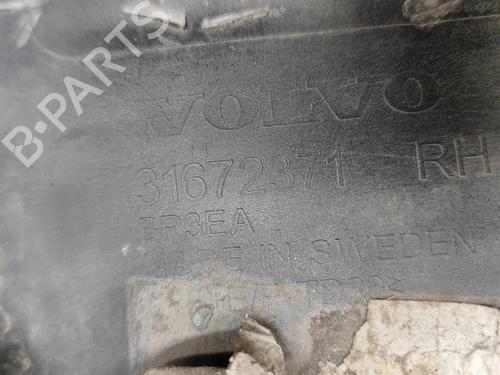 B-PARTS
VOLVO
31672371 RH
MADE IN SWEDEN